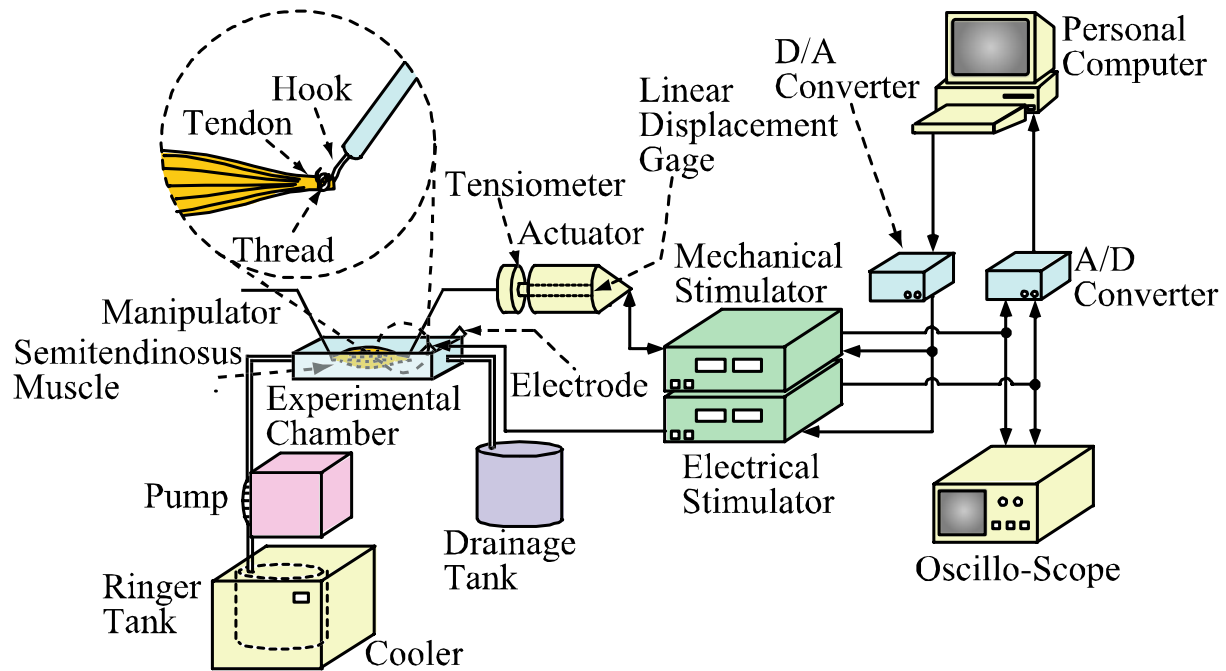 Personal
Computer
D/A
Converter
Hook
Tendon
Linear
Displacement
Gage
Tensiometer
Thread
Actuator
Mechanical
Stimulator
A/D
Converter
Manipulator
Semitendinosus
Muscle
Electrode
Experimental
Chamber
Electrical
Stimulator
Pump
Drainage
Tank
Oscillo-Scope
Ringer
Tank
Cooler